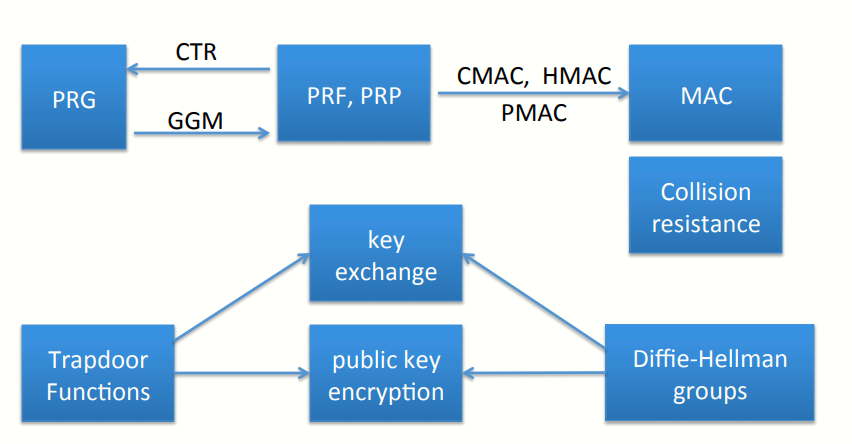 CTR
PRG
GGM
PRF, PRP
CMAC, HMAC
PMAC
MAC
Collision
resistance
key
exchange
Trapdoor
Functions
public key
encryption
Diffie-Hellman
groups